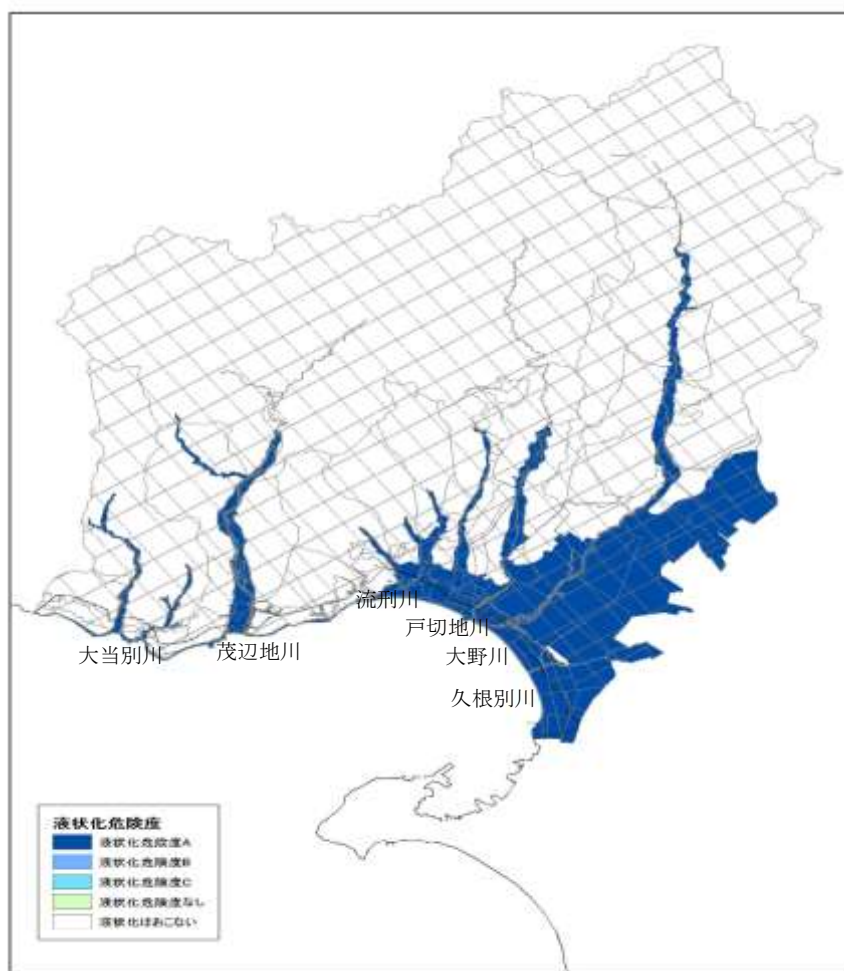 流刑川
戸切地川
大当別川
茂辺地川
大野川
久根別川
液状化危険度
液状化危険度A
液状化危険度B
液状化危険度C
液状化危険度なし
液状化はおこない